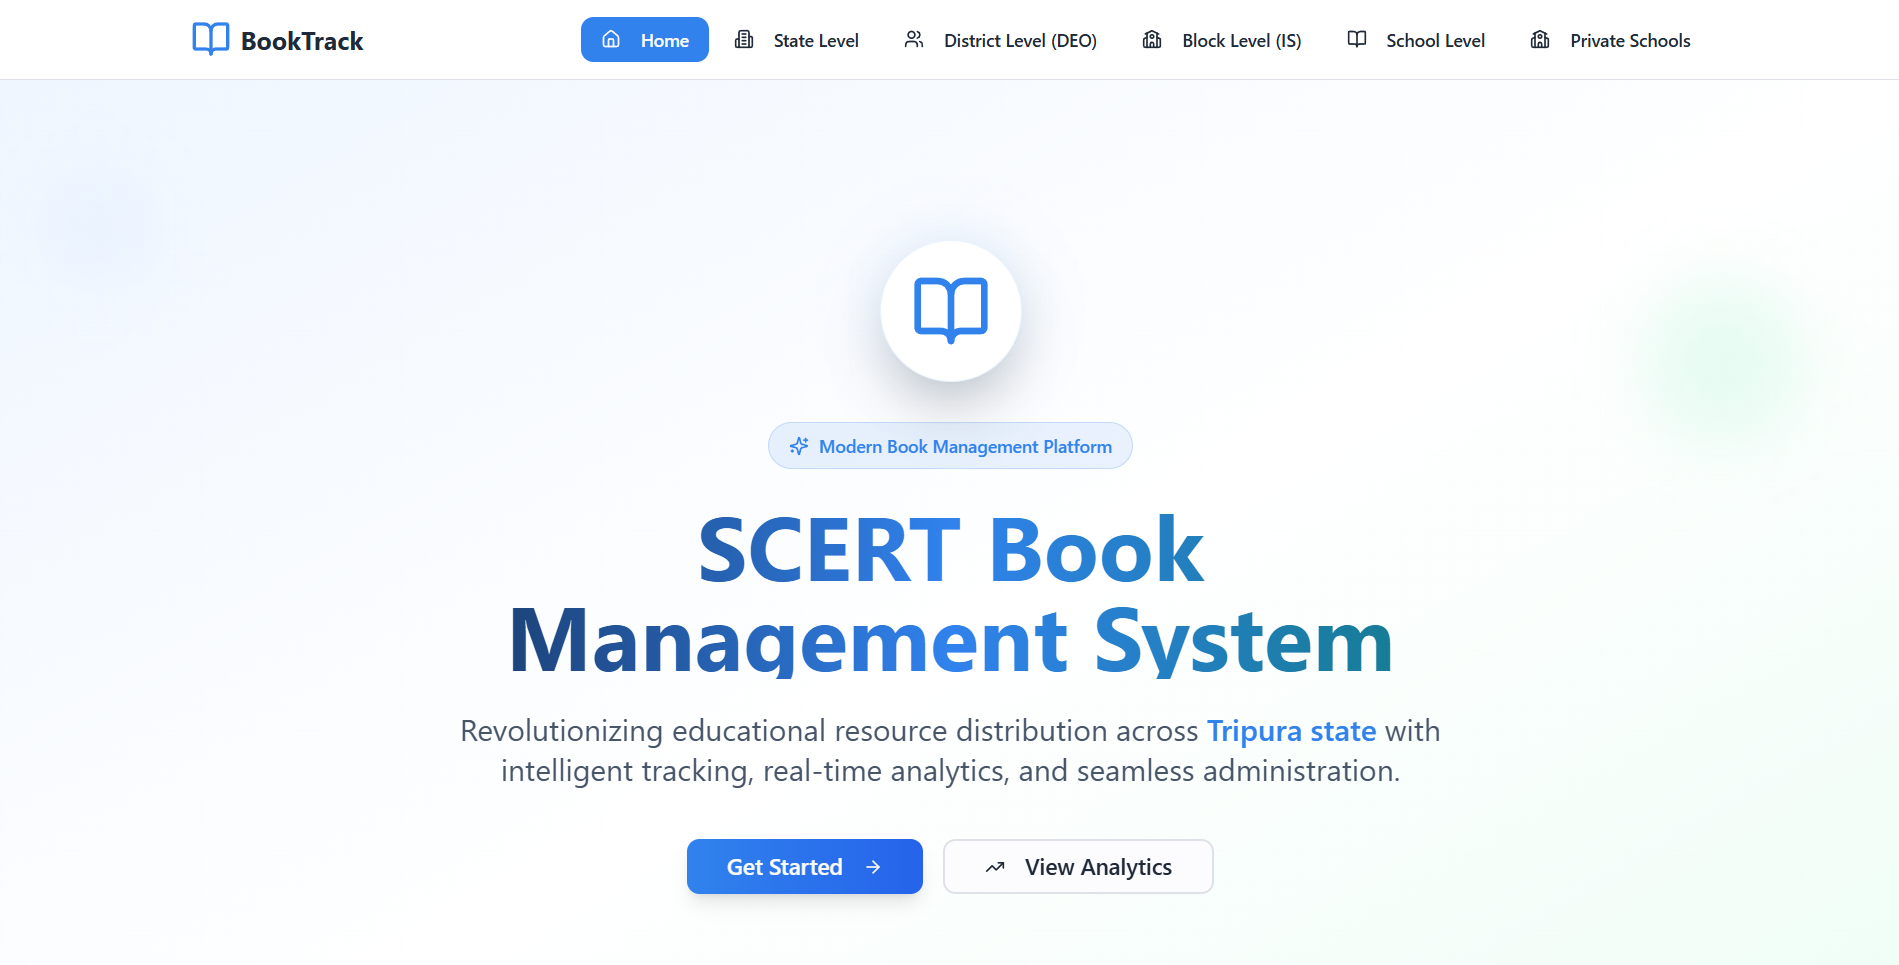 BookTrack
Home
State Level
District Level (DEO)
Block Level (IS)
School Level
Private Schools
Modern Book Management Platform
SCERT Book
Management System
Revolutionizing educational resource distribution across Tripura state with
intelligent tracking, real-time analytics, and seamless administration.
Get Started
View Analytics